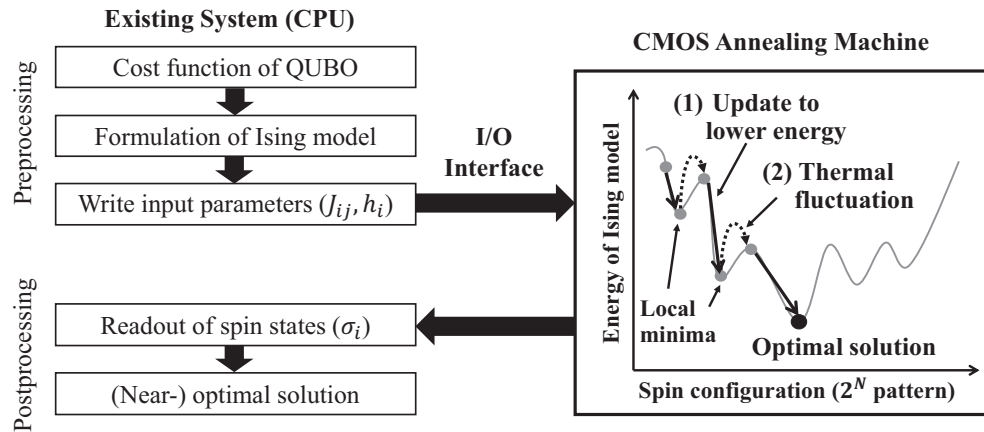 Existing System (CPU)
Preprocessing
Cost function of QUBO
Formulation of Ising model
Write input parameters (J_{ij}, h_i)
I/O
Interface
Postprocessing
Readout of spin states (σ_i)
(Near-) optimal solution
CMOS Annealing Machine
Energy of Ising model
(1) Update to
lower energy
(2) Thermal
fluctuation
Local
minima
Optimal solution
Spin configuration (2^N pattern)